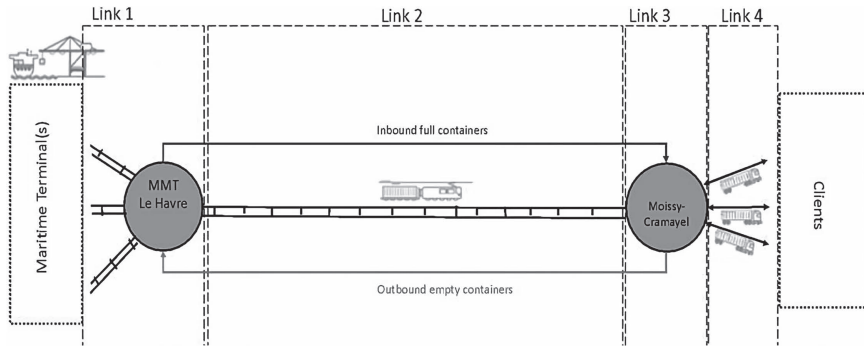 Link 1
Link 2
Link 3
Link 4
Maritime Terminal(s)
Inbound full containers
MMT
Le Havre
Moissy-
Cramayel
Clients
Outbound empty containers